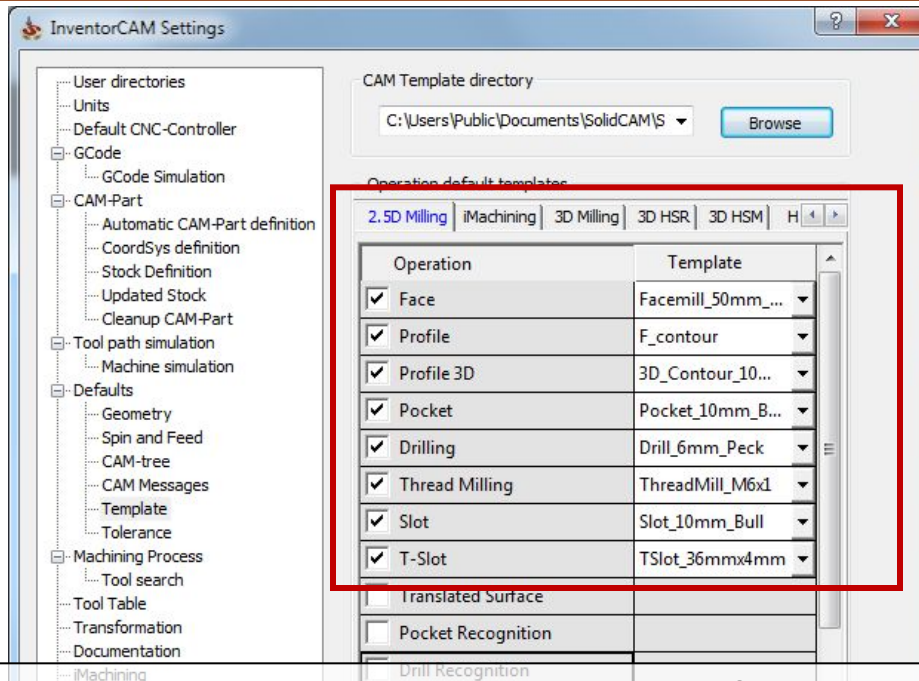 InventorCAM Settings
User directories
Units
Default CNC-Controller
GCode
GCode Simulation
CAM-Part
Automatic CAM-Part definition
CoordSys definition
Stock Definition
Updated Stock
Cleanup CAM-Part
Tool path simulation
Machine simulation
Defaults
Geometry
Spin and Feed
CAM-tree
CAM Messages
Template
Tolerance
Machining Process
Tool search
Tool Table
Transformation
Documentation
iMachining
CAM Template directory
C:\Users\Public\Documents\SolidCAM\S
Browse
Operation default templates
2.5D Milling iMachining 3D Milling 3D HSR 3D HSM H
Operation Template
Face Facemill_50mm_...
Profile F_contour
Profile 3D 3D_Contour_10...
Pocket Pocket_10mm_B...
Drilling Drill_6mm_Peck
Thread Milling ThreadMill_M6x1
Slot Slot_10mm_Bull
T-Slot TSlot_36mmx4mm
Translated Surface
Pocket Recognition
Drill Recognition